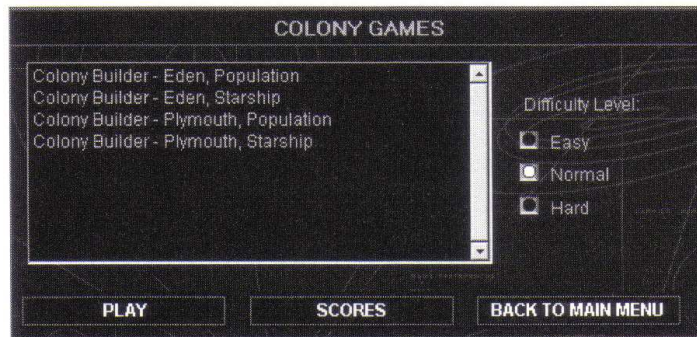 COLONY GAMES
Colony Builder - Eden, Population
Colony Builder - Eden, Starship
Colony Builder - Plymouth, Population
Colony Builder - Plymouth, Starship
Difficulty Level:
Easy
Normal
Hard
PLAY
SCORES
BACK TO MAIN MENU